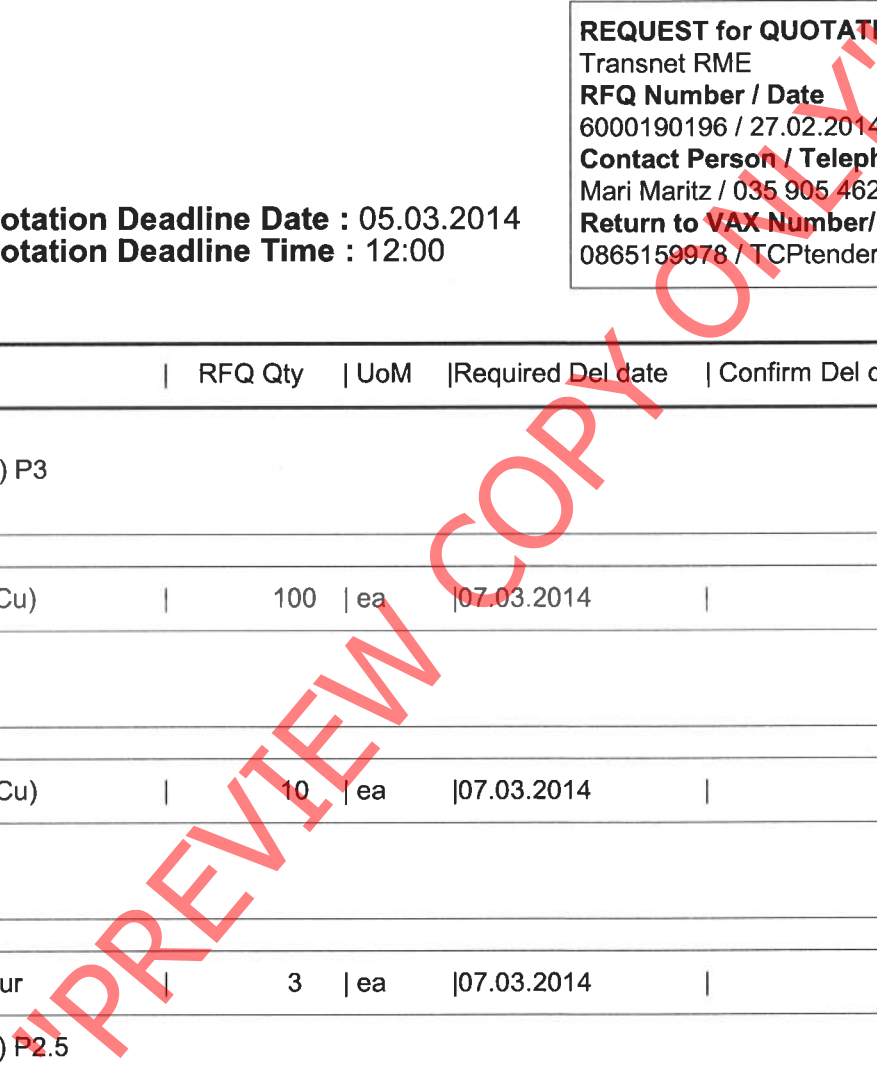 REQUEST for QUOTATI
Transnet RME
RFQ Number / Date
6000190196 / 27.02.2014
Contact Person / Teleph
Mari Maritz / 035 905 462
Return to VAX Number/
0865159978 / TCPtender
otation Deadline Date : 05.03.2014
otation Deadline Time : 12:00
| RFQ Qty | UoM |Required Del date | Confirm Del d
) P3
Cu) | 100 | ea |07.03.2014 |
Cu) | 10 | ea |07.03.2014 |
ur | 3 | ea |07.03.2014 |
) P2.5
"PREVIEW COPY ONLY"